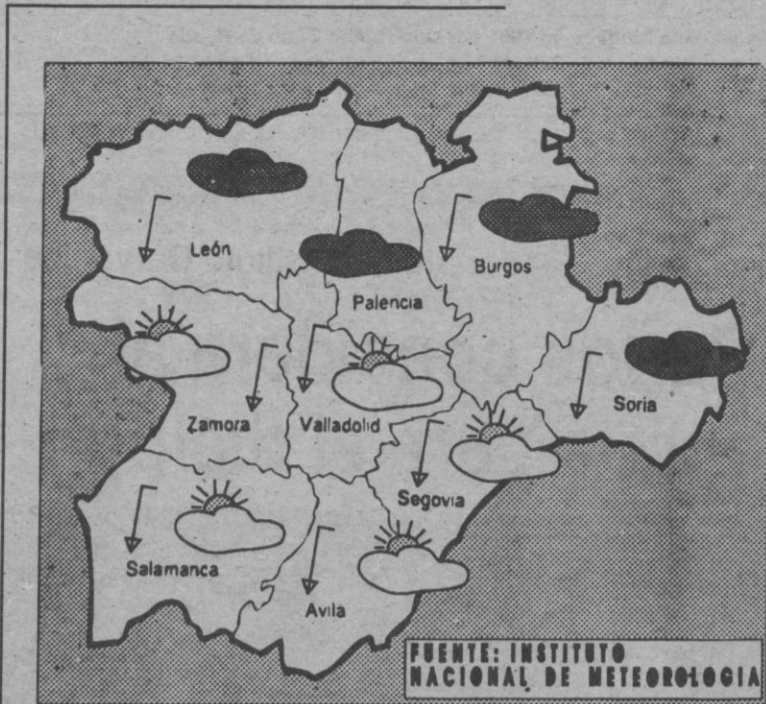 León
Burgos
Palencia
Soria
Zamora
Valladolid
Segovia
Salamanca
Avila
FUENTE: INSTITUTO
NACIONAL DE METEOROLOGIA